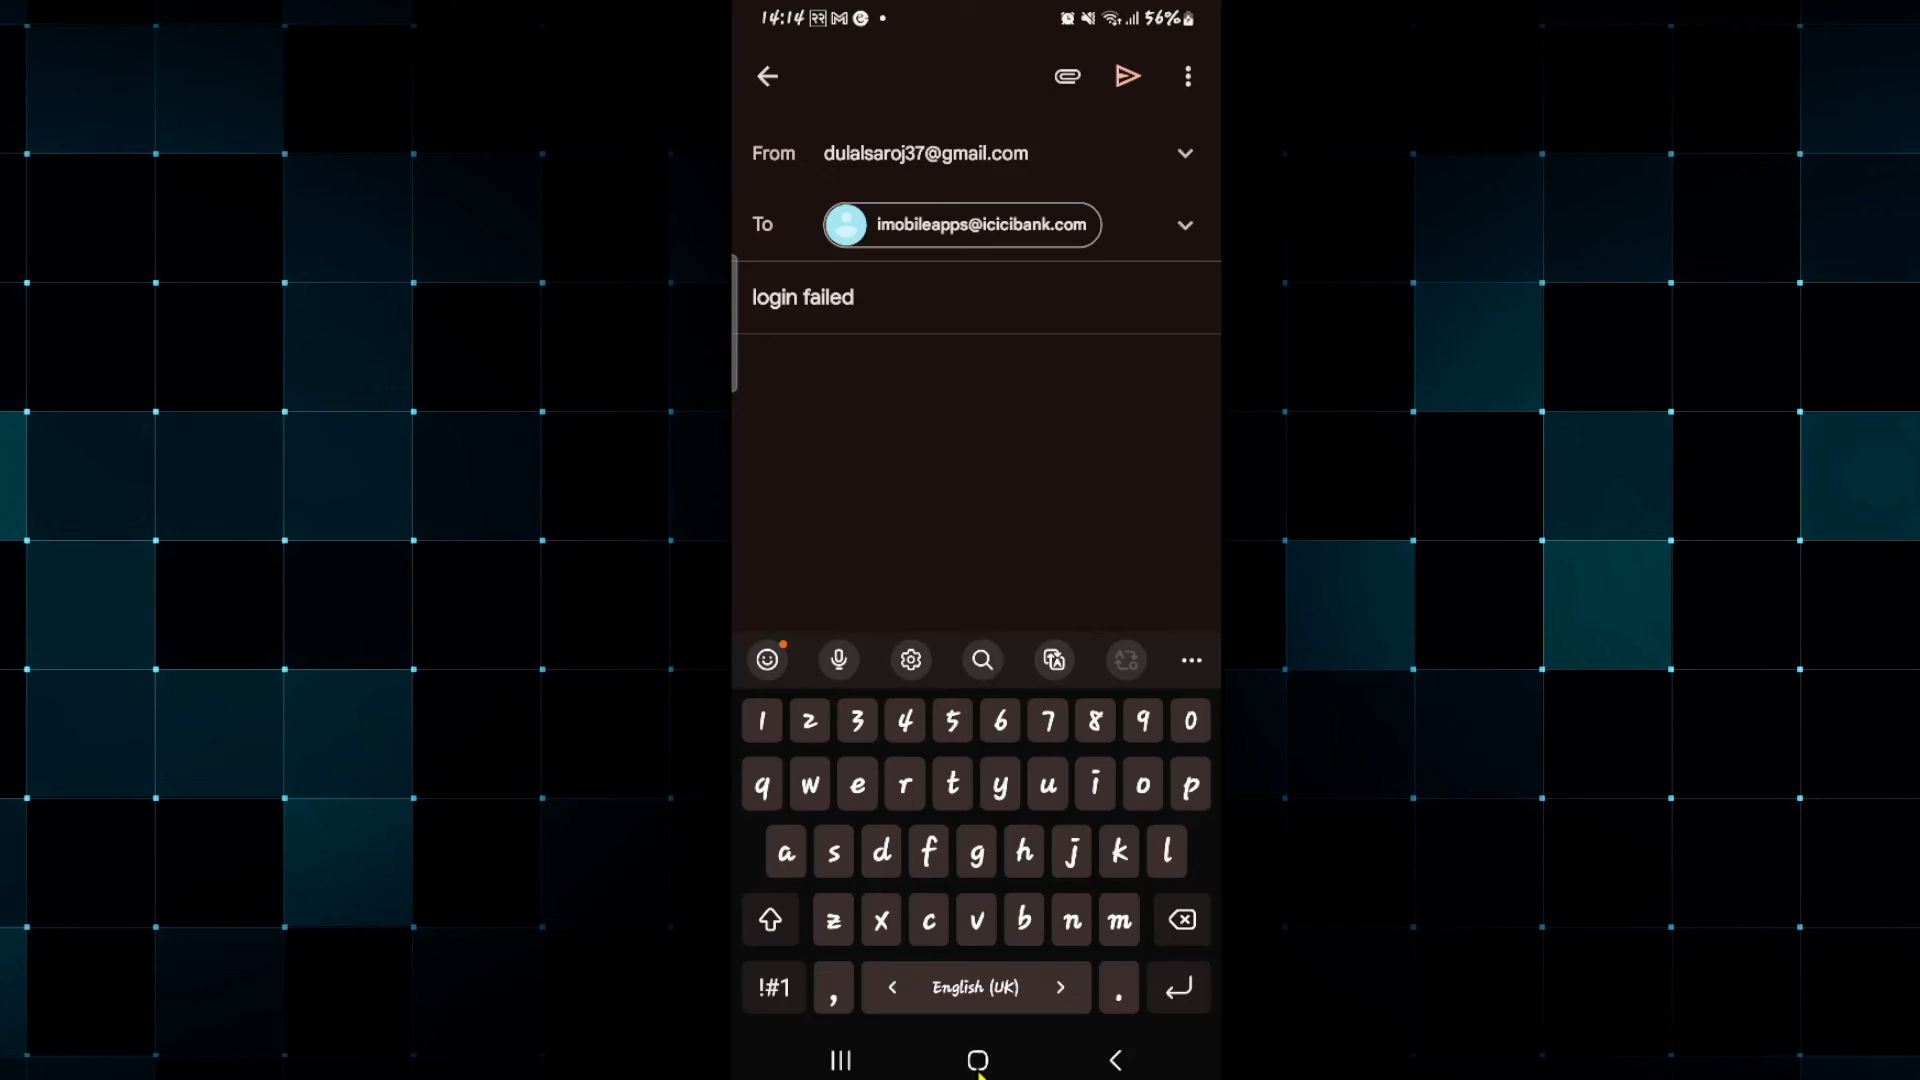 14:14 २२ 56%
From dulalsaroj37@gmail.com
To imobileapps@icicibank.com
login failed
1 2 3 4 5 6 7 8 9 0
q w e r t y u i o p
a s d f g h j k l
z x c v b n m
!#1 , < English (UK) > .